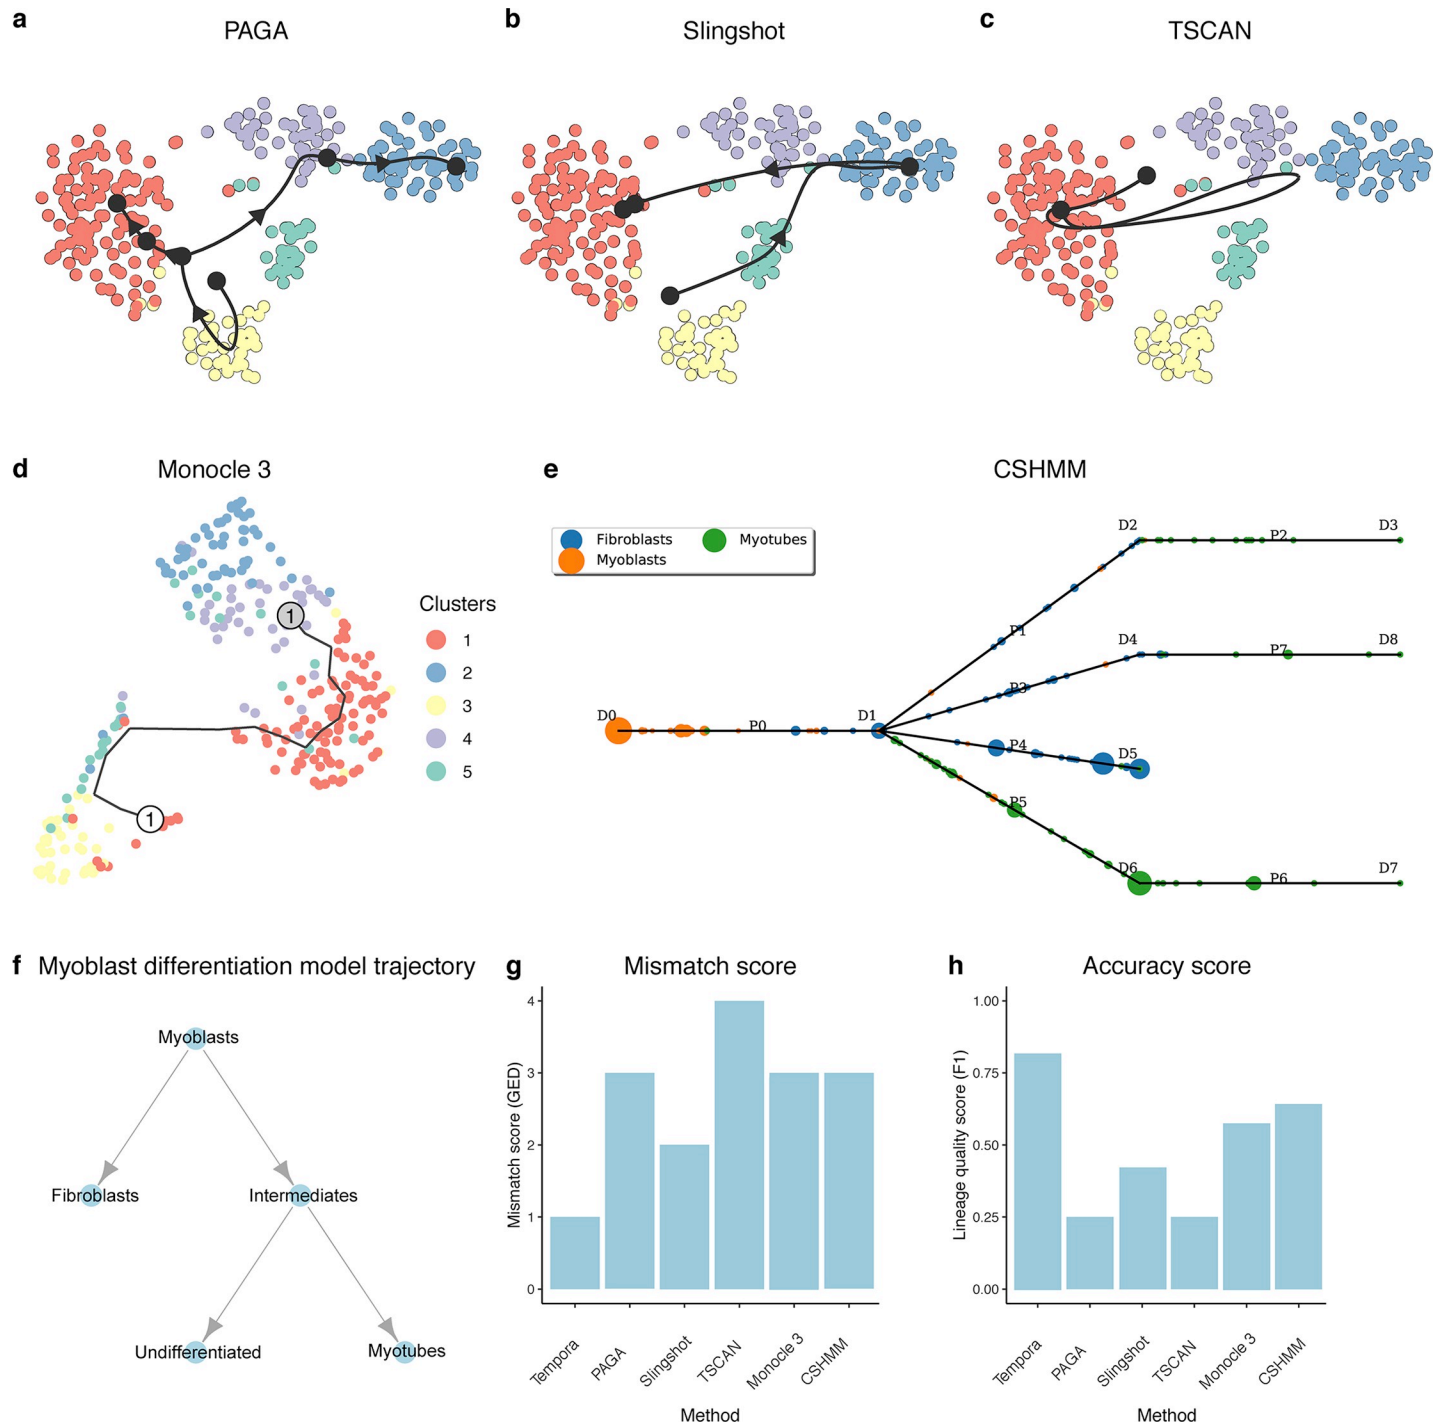 a
PAGA
b
Slingshot
c
TSCAN
d
Monocle 3
1
1
Clusters
1
2
3
4
5
e
CSHMM
Fibroblasts
Myotubes
Myoblasts
D2
P2
D3
P1
D4
P7
D8
P3
D0
P0
D1
P4
D5
P5
D6
P6
D7
f
Myoblast differentiation model trajectory
Myoblasts
Fibroblasts
Intermediates
Undifferentiated
Myotubes
g
Mismatch score
Mismatch score (GED)
4
3
2
1
0
Tempora
PAGA
Slingshot
TSCAN
Monocle 3
CSHMM
Method
h
Accuracy score
Lineage quality score (F1)
1.00
0.75
0.50
0.25
0.00
Tempora
PAGA
Slingshot
TSCAN
Monocle 3
CSHMM
Method